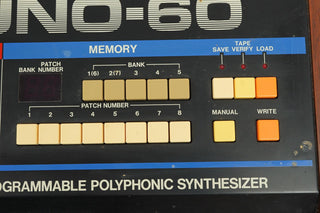 UNO-60
MEMORY
TAPE
SAVE VERIFY LOAD
PATCH
BANK NUMBER
BANK
1(6) 2(7) 3 4 5
PATCH NUMBER
1 2 3 4 5 6 7 8
MANUAL WRITE
OGRAMMABLE POLYPHONIC SYNTHESIZER